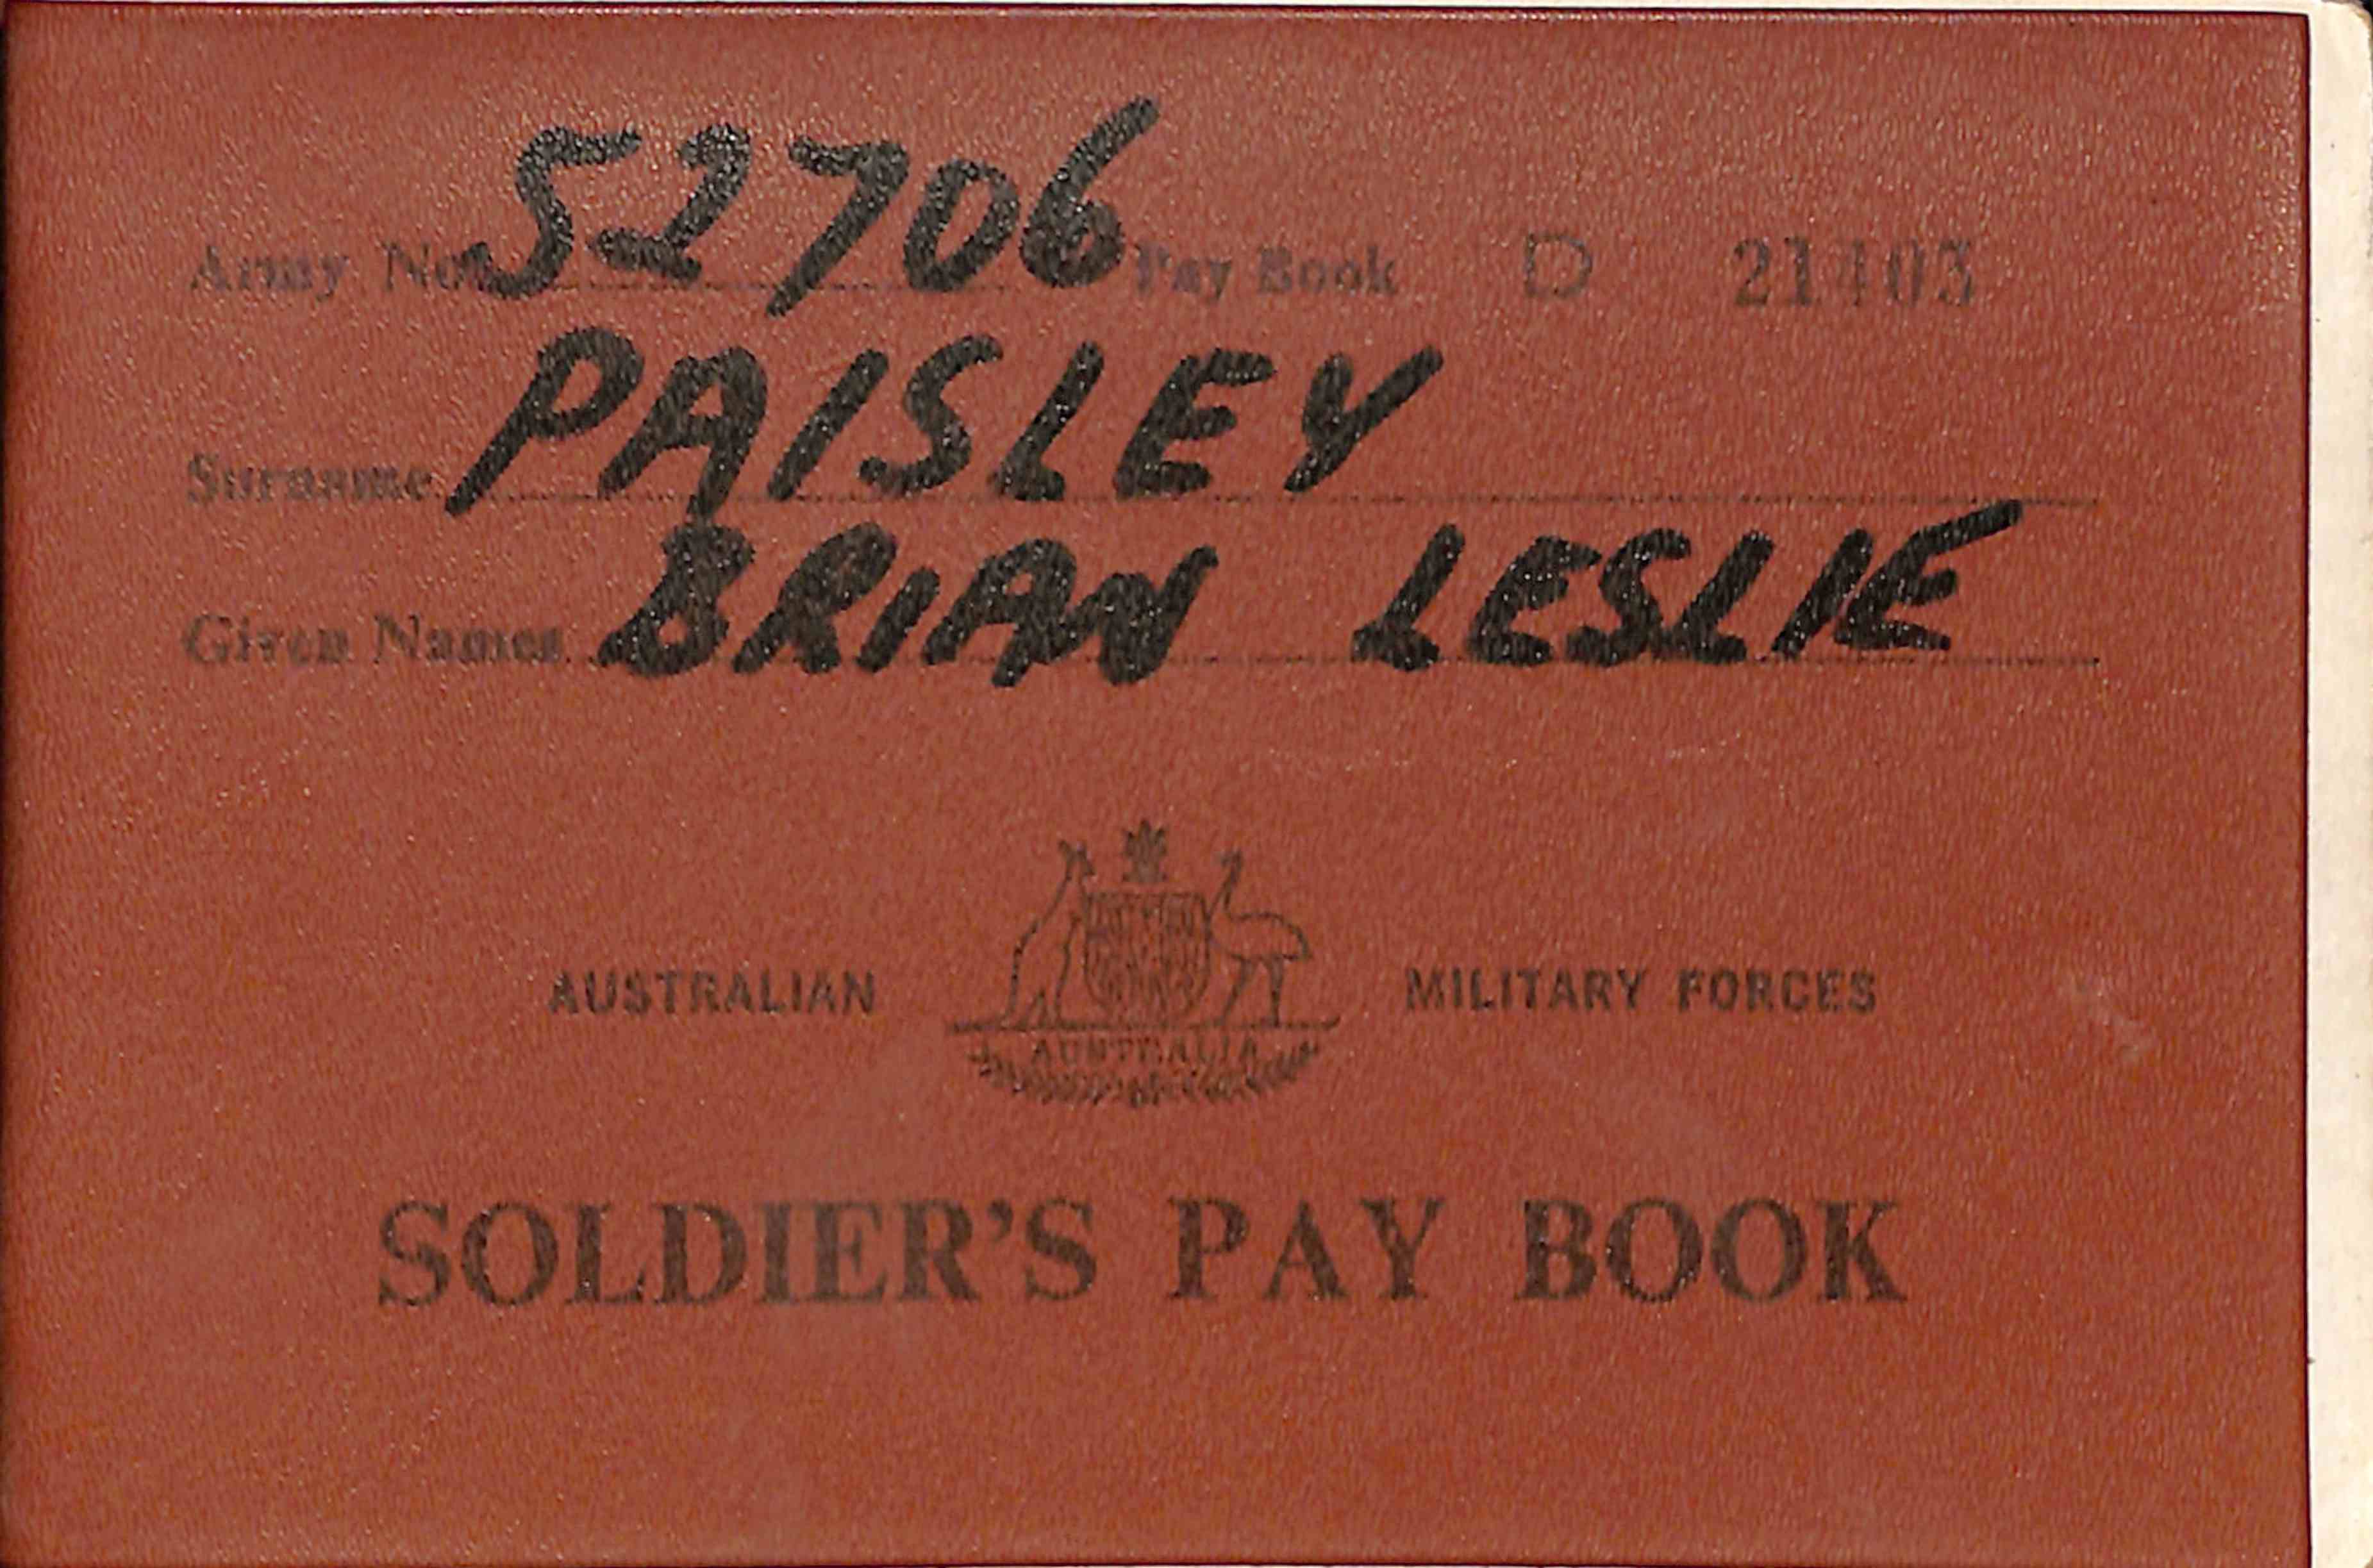 Army No. 52706 Pay Book D 21403
Surname PAISLEY
Given Names BRIAN LESLIE
AUSTRALIAN MILITARY FORCES
AUSTRALIA
SOLDIER'S PAY BOOK